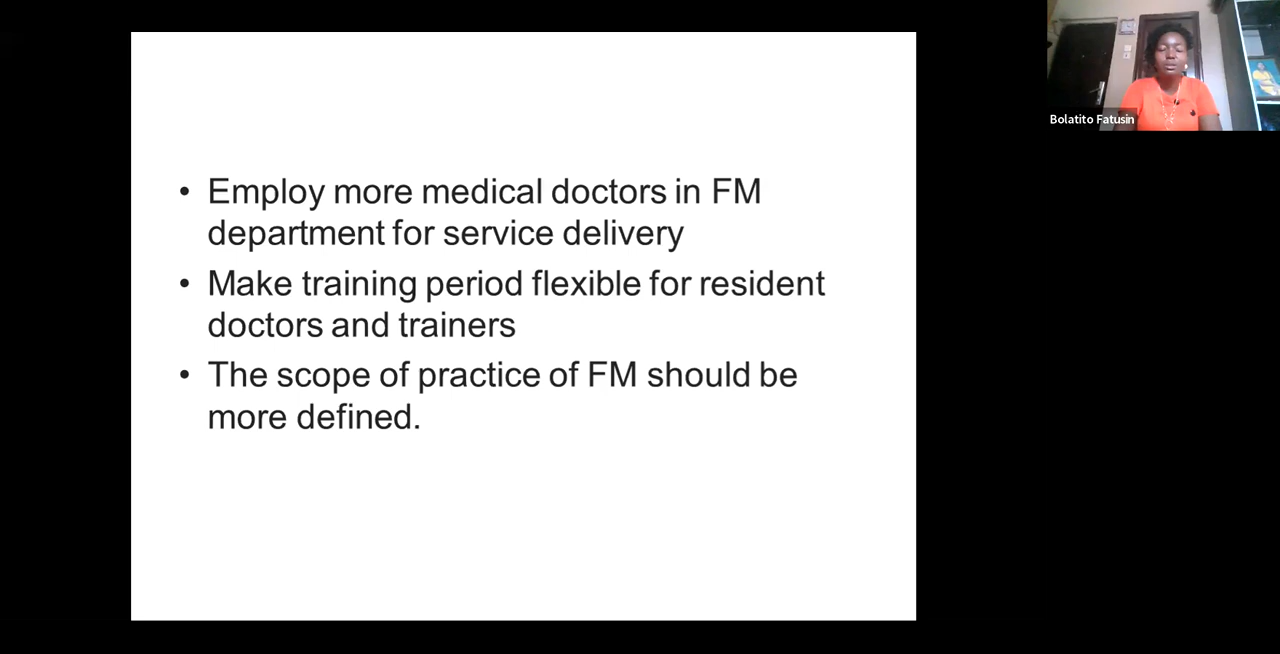 • Employ more medical doctors in FM
department for service delivery
• Make training period flexible for resident
doctors and trainers
• The scope of practice of FM should be
more defined.
Bolatito Fatusin